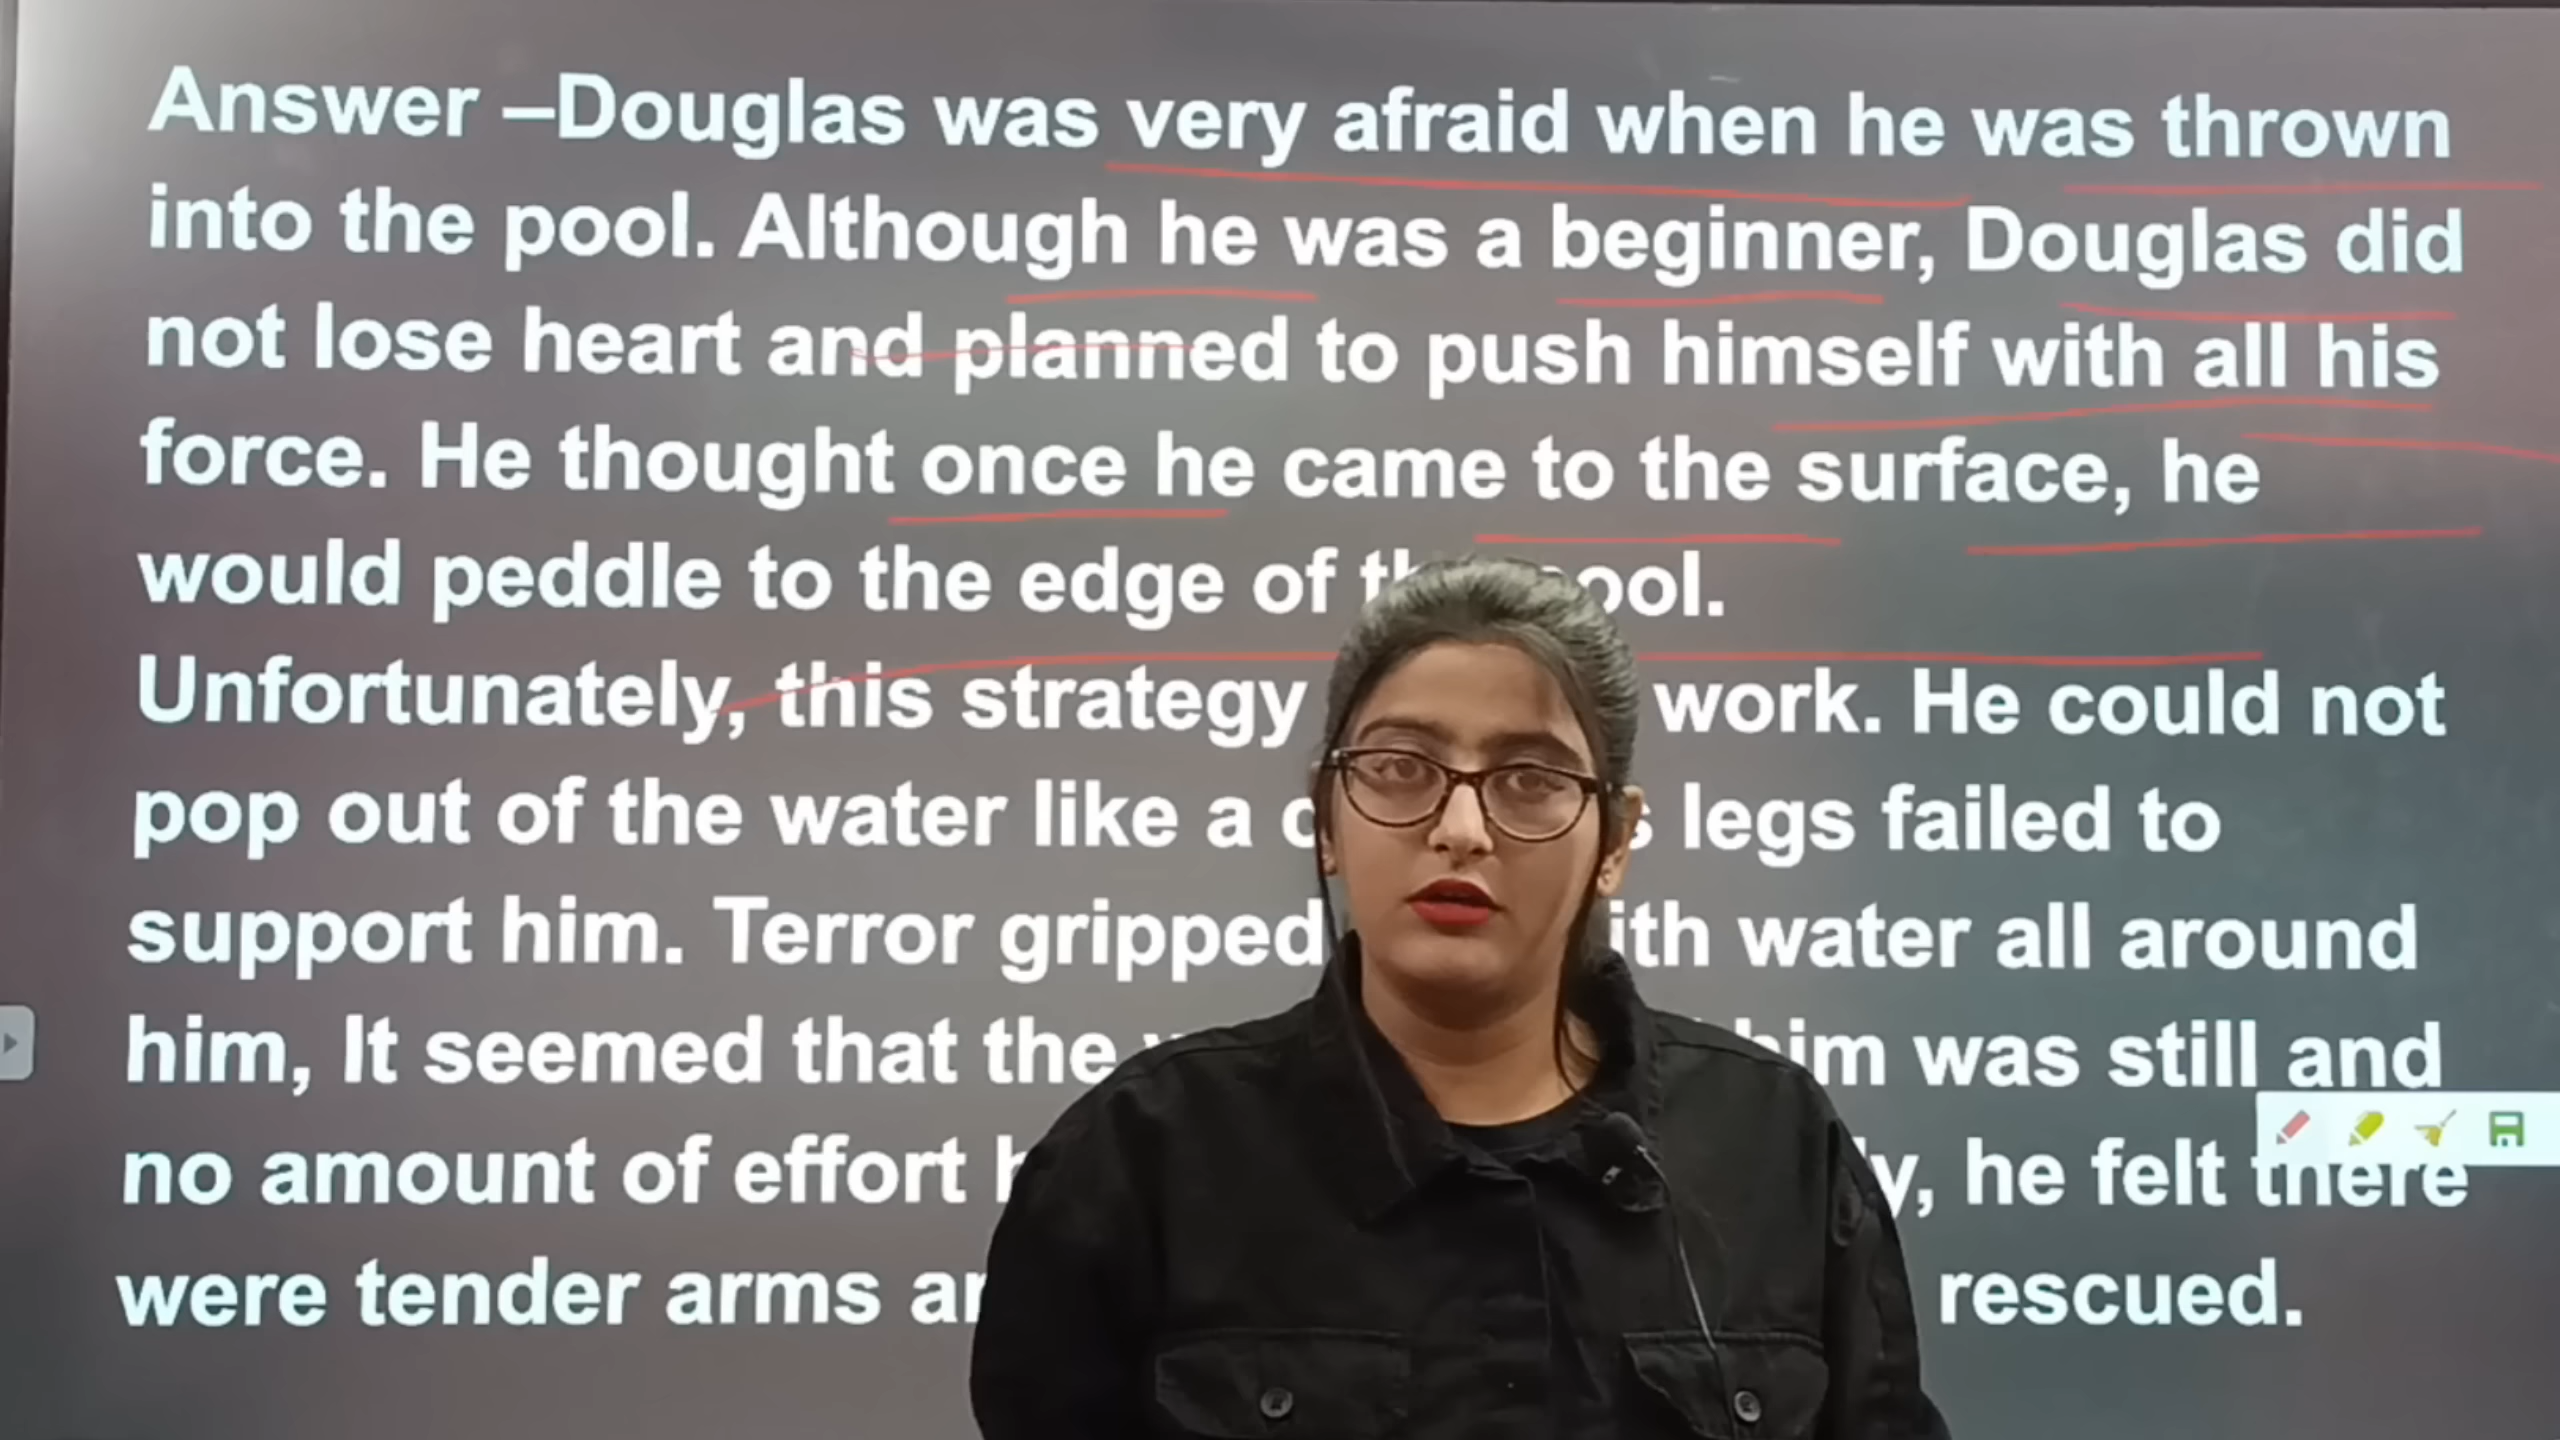 Answer –Douglas was very afraid when he was thrown
into the pool. Although he was a beginner, Douglas did
not lose heart and planned to push himself with all his
force. He thought once he came to the surface, he
would peddle to the edge of the pool.
Unfortunately, this strategy work. He could not
pop out of the water like a legs failed to
support him. Terror gripped with water all around
him, It seemed that the him was still and
no amount of effort he felt there
were tender arms rescued.